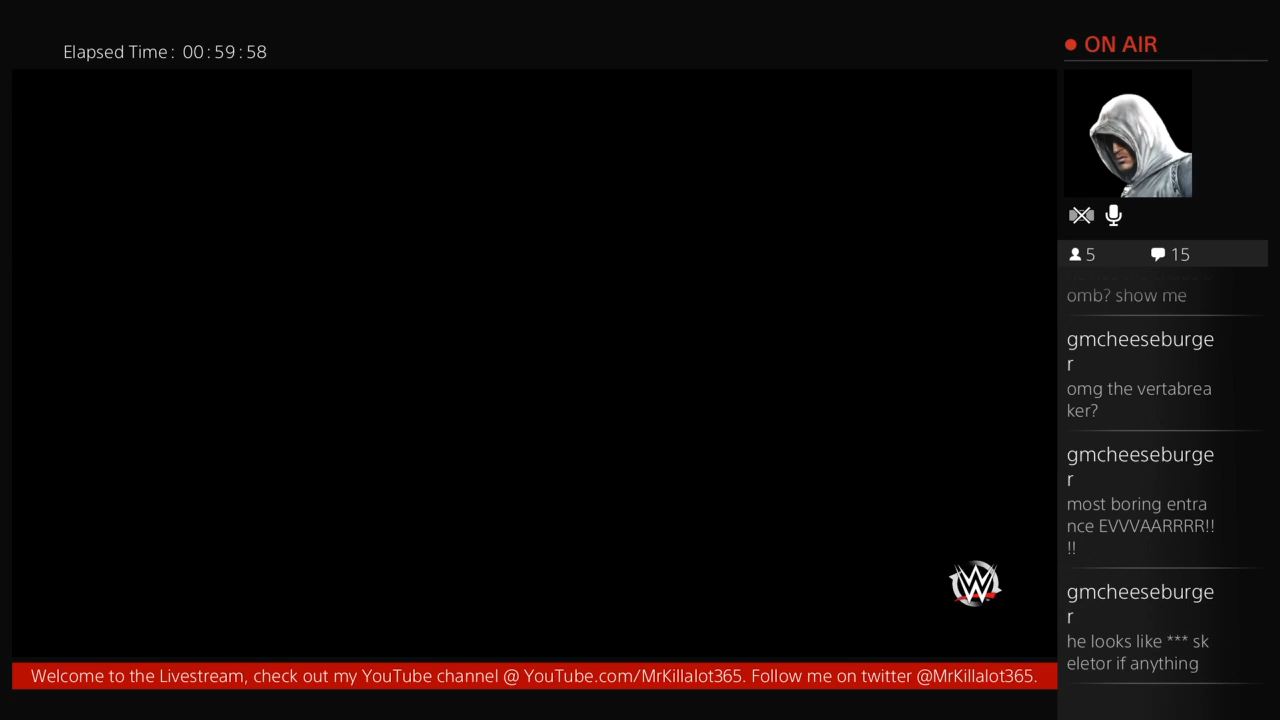 Elapsed Time: 00:59:58
ON AIR
5 15
omb? show me
gmcheeseburge
r
omg the vertabrea
ker?
gmcheeseburge
r
most boring entra
nce EVVVAARRRR!!
!!
gmcheeseburge
r
he looks like *** sk
eletor if anything
W
Welcome to the Livestream, check out my YouTube channel @ YouTube.com/MrKillalot365. Follow me on twitter @MrKillalot365.